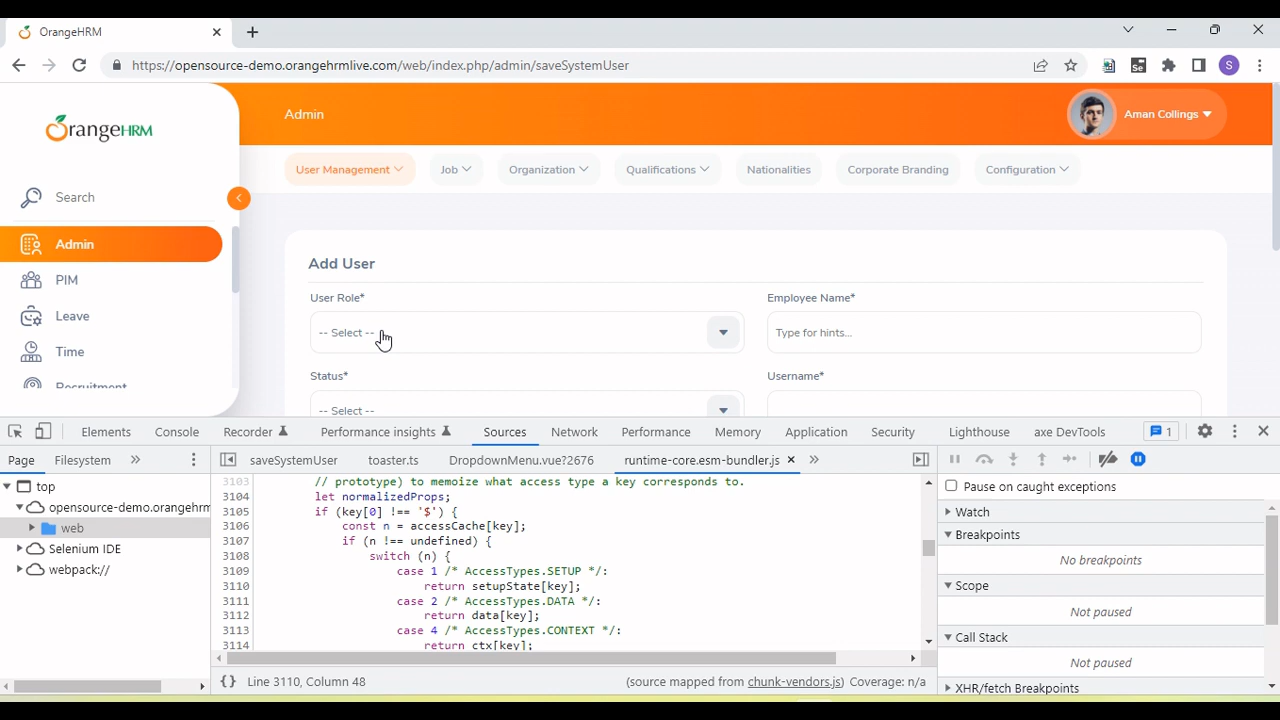 OrangeHRM
https://opensource-demo.orangehrmlive.com/web/index.php/admin/saveSystemUser
S
OrangeHRM
Admin
Aman Collings
User Management
Job
Organization
Qualifications
Nationalities
Corporate Branding
Configuration
Search
Admin
PIM
Leave
Time
Recruitment
Add User
User Role*
Employee Name*
-- Select --
Type for hints...
Status*
Username*
-- Select --
Elements
Console
Recorder
Performance insights
Sources
Network
Performance
Memory
Application
Security
Lighthouse
axe DevTools
1
Page
Filesystem
saveSystemUser
toaster.ts
DropdownMenu.vue?2676
runtime-core.esm-bundler.js
top
opensource-demo.orangehrm
web
Selenium IDE
webpack://
3103 // prototype) to memoize what access type a key corresponds to.
3104 let normalizedProps;
3105 if (key[0] !== '$') {
3106 const n = accessCache[key];
3107 if (n !== undefined) {
3108 switch (n) {
3109 case 1 /* AccessTypes.SETUP */:
3110 return setupState[key];
3111 case 2 /* AccessTypes.DATA */:
3112 return data[key];
3113 case 4 /* AccessTypes.CONTEXT */:
3114 return ctx[key];
{} Line 3110, Column 48
(source mapped from chunk-vendors.js) Coverage: n/a
Pause on caught exceptions
Watch
Breakpoints
No breakpoints
Scope
Not paused
Call Stack
Not paused
XHR/fetch Breakpoints